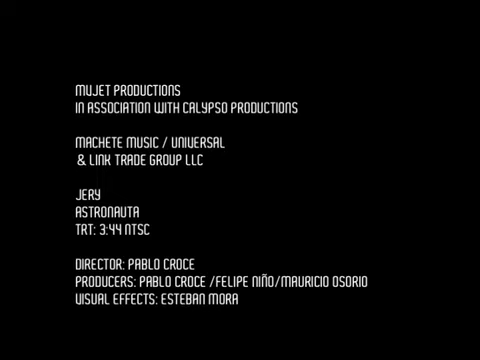 MVJET PRODUCTIONS
IN ASSOCIATION WITH CALYPSO PRODUCTIONS
MACHETE MUSIC / UNIVERSAL
& LINK TRADE GROUP LLC
JERY
ASTRONAUTA
TRT: 3:44 NTSC
DIRECTOR: PABLO CROCE
PRODUCERS: PABLO CROCE /FELIPE NIÑO/MAURICIO OSORIO
VISUAL EFFECTS: ESTEBAN MORA